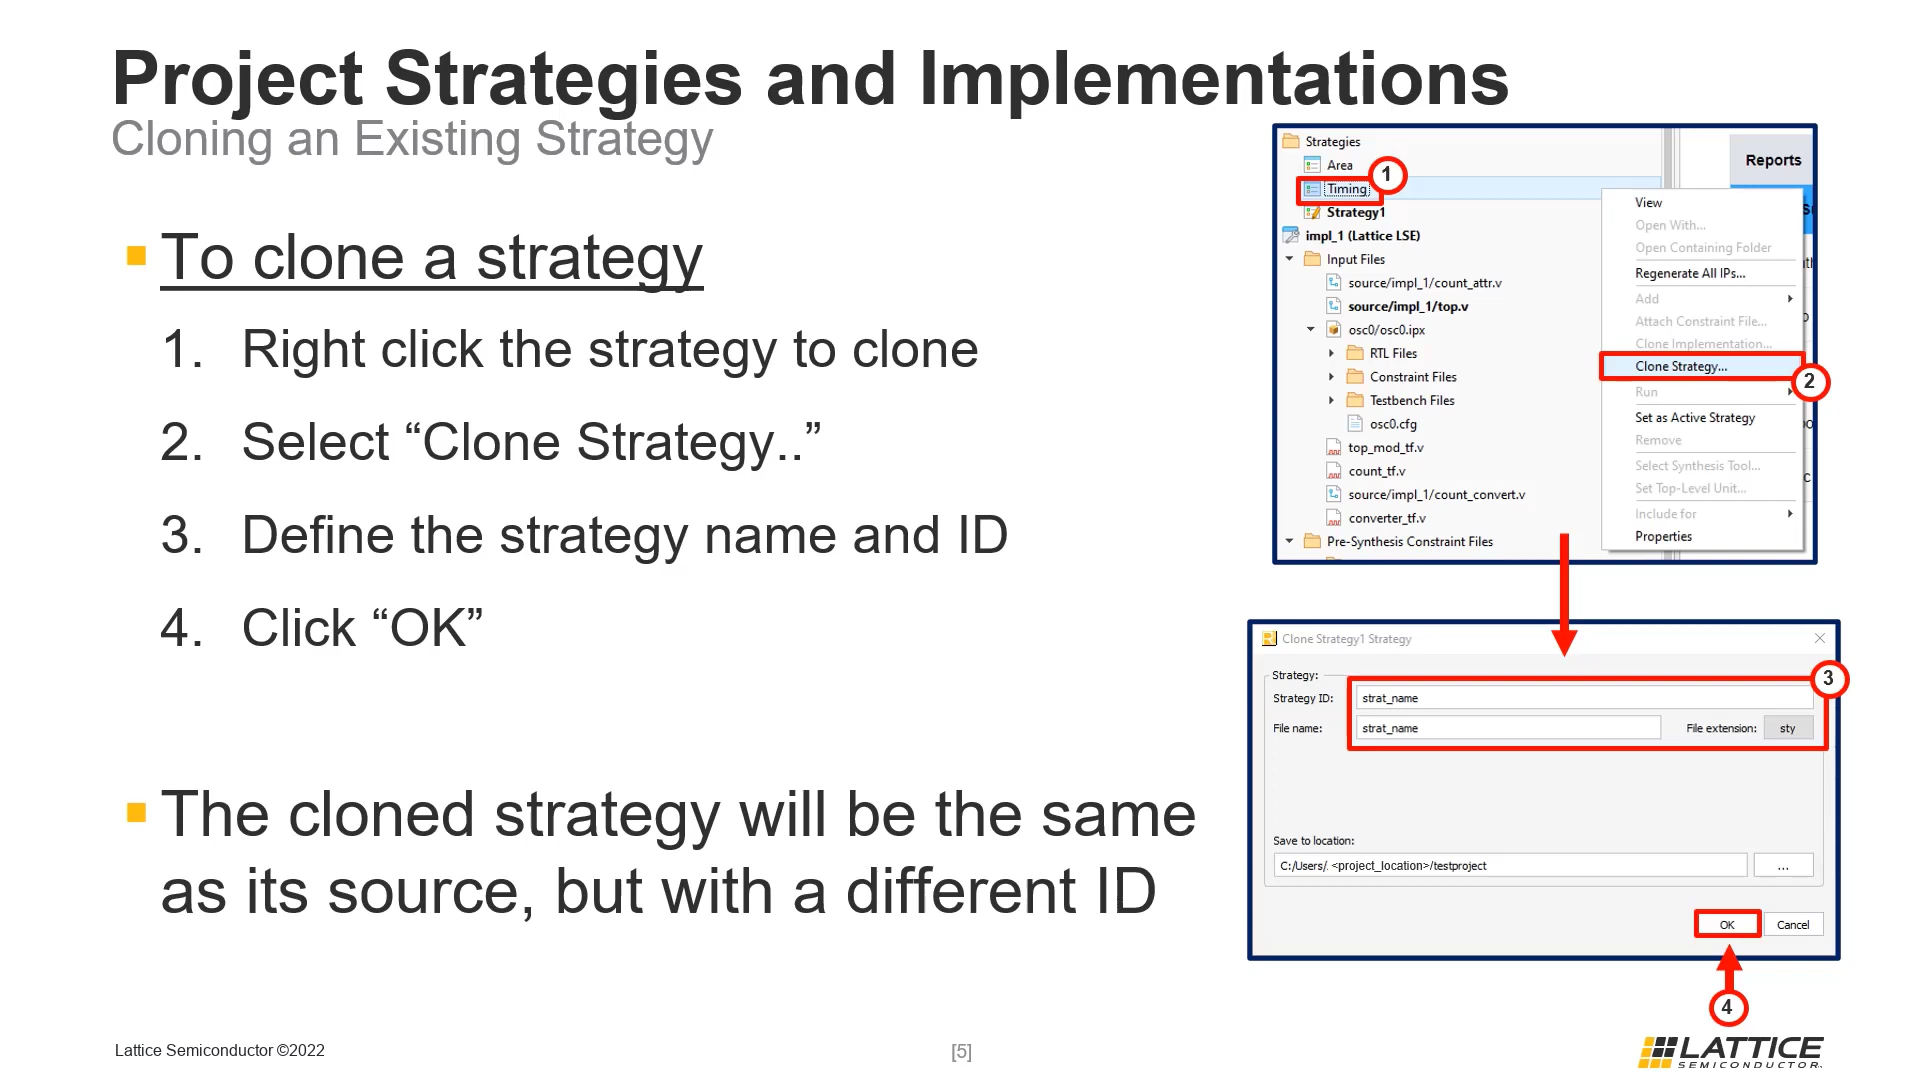 Project Strategies and Implementations
Cloning an Existing Strategy
To clone a strategy
1. Right click the strategy to clone
2. Select “Clone Strategy..”
3. Define the strategy name and ID
4. Click “OK”
The cloned strategy will be the same
as its source, but with a different ID
Strategies
Area
1
Timing
Strategy1
impl_1 (Lattice LSE)
Input Files
source/impl_1/count_attr.v
source/impl_1/top.v
osc0/osc0.ipx
RTL Files
Constraint Files
Testbench Files
osc0.cfg
top_mod_tf.v
count_tf.v
source/impl_1/count_convert.v
converter_tf.v
Pre-Synthesis Constraint Files
Reports
View
Open With...
Open Containing Folder
Regenerate All IPs...
Add
Attach Constraint File...
Clone Implementation...
Clone Strategy...
2
Run
Set as Active Strategy
Remove
Select Synthesis Tool...
Set Top-Level Unit...
Include for
Properties
Clone Strategy1 Strategy
3
Strategy:
Strategy ID: strat_name
File name: strat_name File extension: sty
Save to location:
C:/Users/. <project_location>/testproject ...
OK Cancel
4
Lattice Semiconductor ©2022
[5]
LATTICE
SEMICONDUCTOR